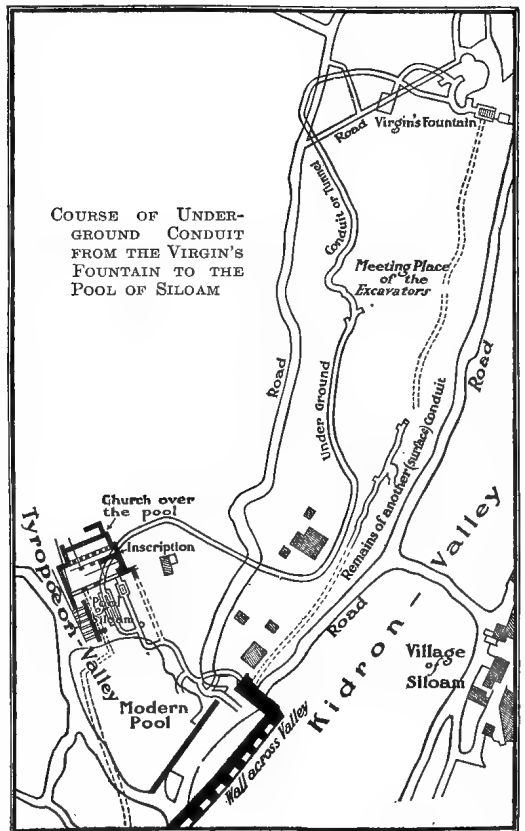 COURSE OF UNDER-
GROUND CONDUIT
FROM THE VIRGIN'S
FOUNTAIN TO THE
POOL OF SILOAM
Road
Virgin's Fountain
Conduit or Tunnel
Meeting Place
of the
Excavators
Road
Road
Under Ground
Remains of another (surface) Conduit
Church over
the pool
Inscription
Pool
Siloam
Tyropoeon Valley
Road
Kidron-Valley
Village
of
Siloam
Modern
Pool
Wall across Valley